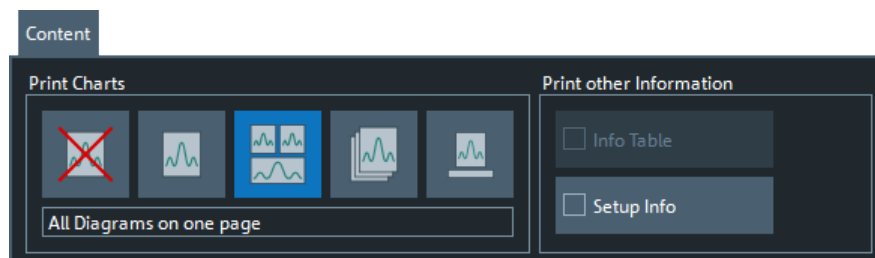 Content
Print Charts
Print other Information
Info Table
Setup Info
All Diagrams on one page